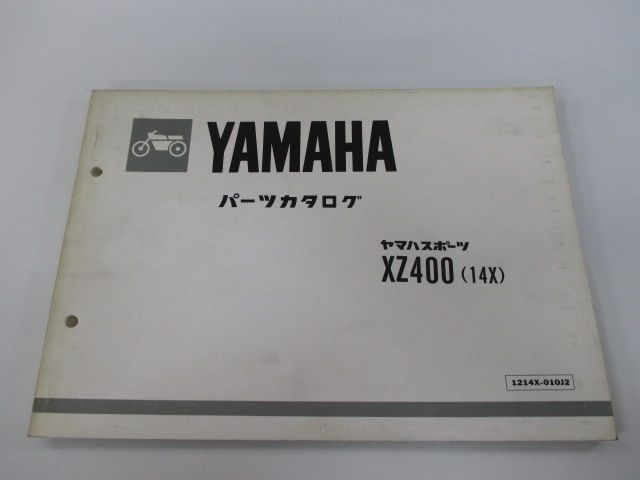 YAMAHA
パーツカタログ
ヤマハスポーツ
XZ400 (14X)
1214X-010J2